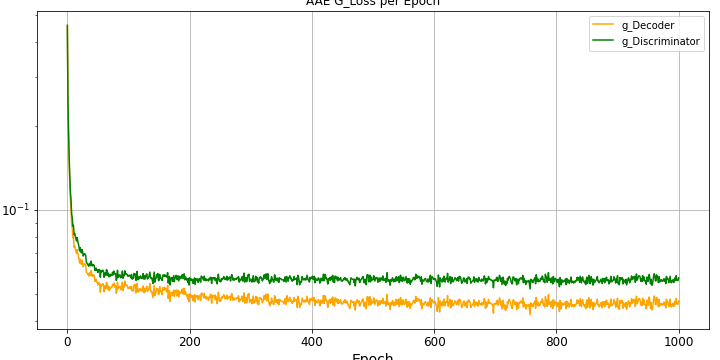 AAE G_Loss per Epoch
g_Decoder
g_Discriminator
10⁻¹
0 200 400 600 800 1000
Epoch